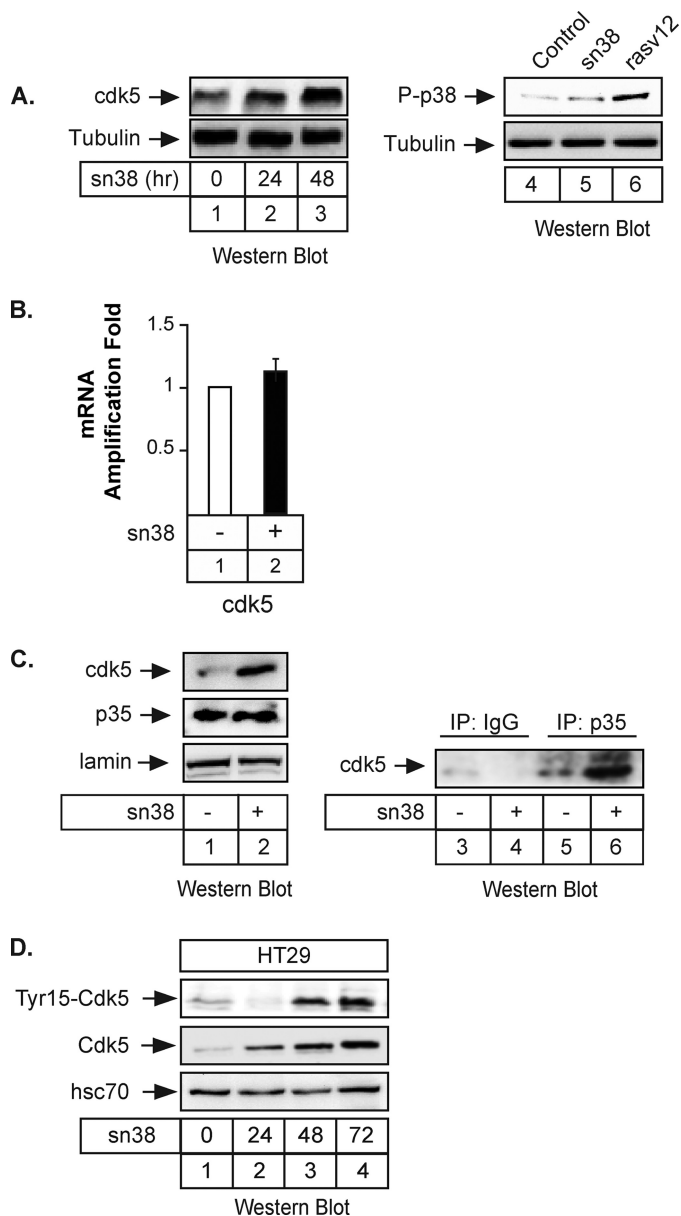 A.
cdk5
Tubulin
sn38 (hr) 0 24 48
1 2 3
Western Blot
Control sn38 rasv12
P-p38
Tubulin
4 5 6
Western Blot
B.
mRNA
Amplification Fold
1.5
1
0.5
sn38 - +
1 2
cdk5
C.
cdk5
p35
lamin
sn38 - +
1 2
Western Blot
IP: IgG IP: p35
cdk5
sn38 - + - +
3 4 5 6
Western Blot
D.
HT29
Tyr15-Cdk5
Cdk5
hsc70
sn38 0 24 48 72
1 2 3 4
Western Blot